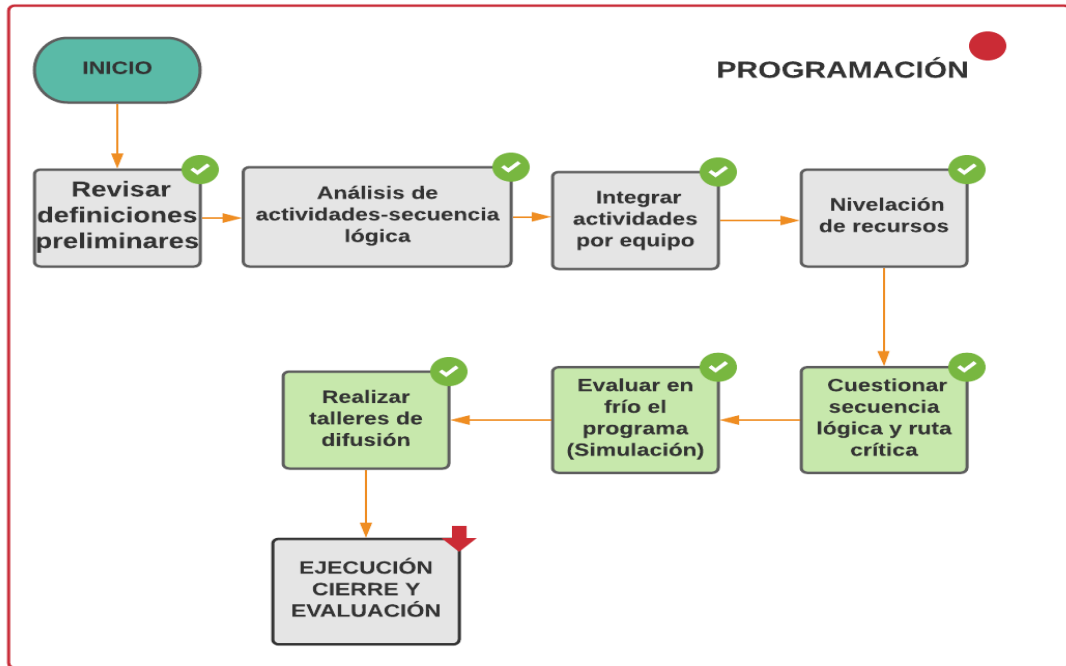 INICIO
PROGRAMACIÓN
Revisar
definiciones
preliminares
Análisis de
actividades-secuencia
lógica
Integrar
actividades
por equipo
Nivelación
de recursos
Cuestionar
secuencia
lógica y ruta
crítica
Evaluar en
frío el
programa
(Simulación)
Realizar
talleres de
difusión
EJECUCIÓN
CIERRE Y
EVALUACIÓN